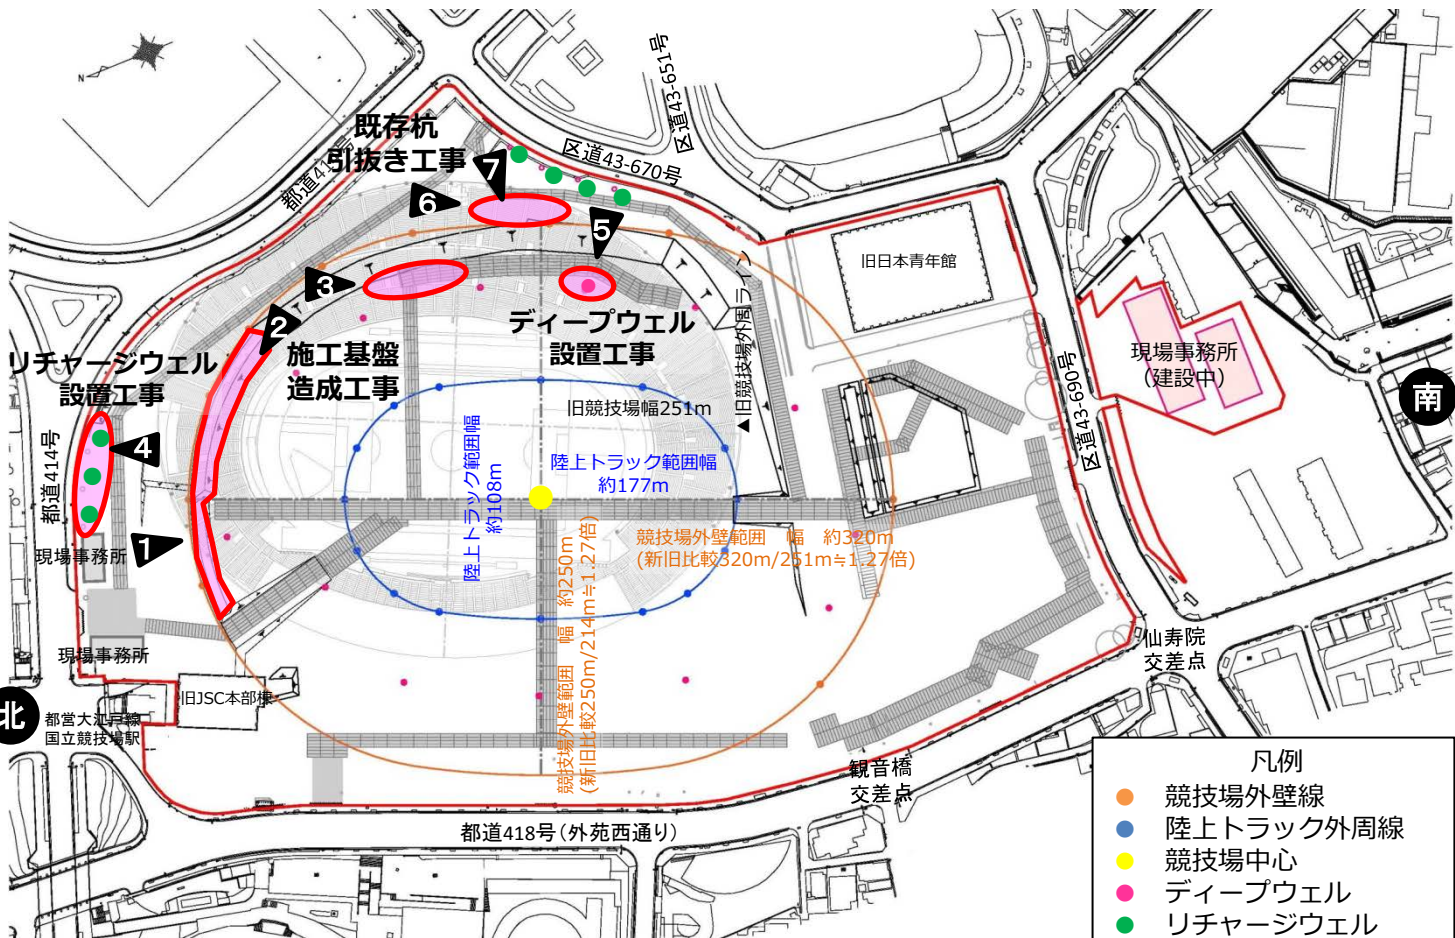 N
区道43-651号
既存杭
引抜き工事
7
区道43-670号
都道41
6
5
旧日本青年館
3
2
ディープウェル
設置工事
▲旧競技場外周ライン
リチャージウェル
設置工事
施工基盤
造成工事
現場事務所
(建設中)
区道43-690号
南
旧競技場幅251m
4
都道414号
陸上トラック範囲幅
約108m
陸上トラック範囲幅
約177m
1
現場事務所
競技場外壁範囲 幅 約320m
(新旧比較320m/251m≒1.27倍)
競技場外壁範囲 幅 約250m
(新旧比較250m/214m≒1.27倍)
現場事務所
仙寿院
交差点
旧JSC本部棟
北
都営大江戸線
国立競技場駅
観音橋
交差点
都道418号(外苑西通り)
凡例
競技場外壁線
陸上トラック外周線
競技場中心
ディープウェル
リチャージウェル